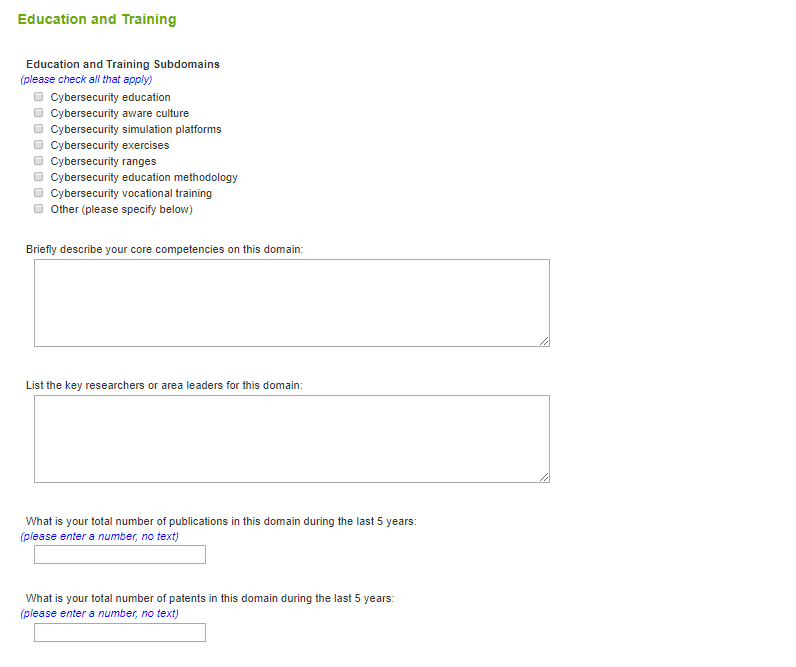 Education and Training
Education and Training Subdomains
(please check all that apply)
Cybersecurity education
Cybersecurity aware culture
Cybersecurity simulation platforms
Cybersecurity exercises
Cybersecurity ranges
Cybersecurity education methodology
Cybersecurity vocational training
Other (please specify below)
Briefly describe your core competencies on this domain:
List the key researchers or area leaders for this domain:
What is your total number of publications in this domain during the last 5 years:
(please enter a number, no text)
What is your total number of patents in this domain during the last 5 years:
(please enter a number, no text)